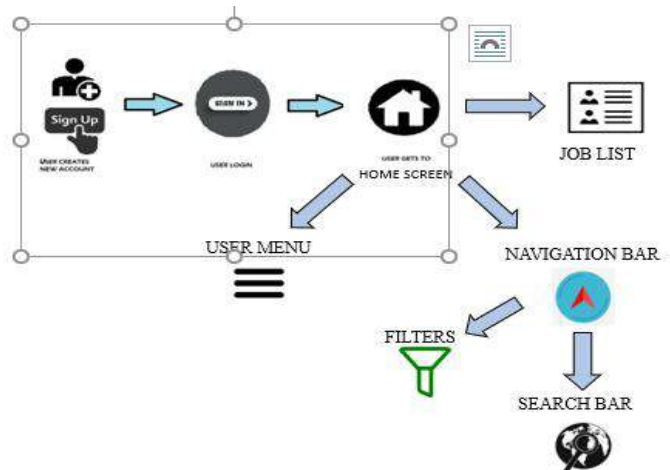 Sign Up
SIGN IN >
USER CREATES
NEW ACCOUNT
USER LOGIN
USER GETS TO
HOME SCREEN
JOB LIST
USER MENU
NAVIGATION BAR
FILTERS
SEARCH BAR